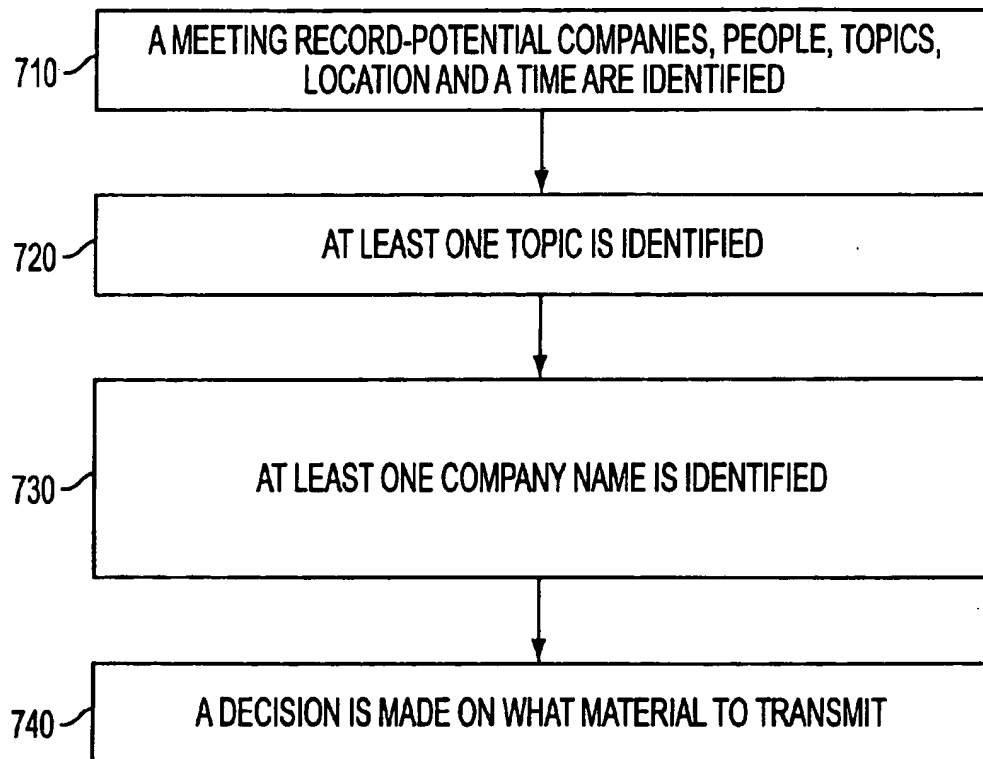 A MEETING RECORD-POTENTIAL COMPANIES, PEOPLE, TOPICS,
710
LOCATION AND A TIME ARE IDENTIFIED
720
AT LEAST ONE TOPIC IS IDENTIFIED
730
AT LEAST ONE COMPANY NAME IS IDENTIFIED
740
A DECISION IS MADE ON WHAT MATERIAL TO TRANSMIT